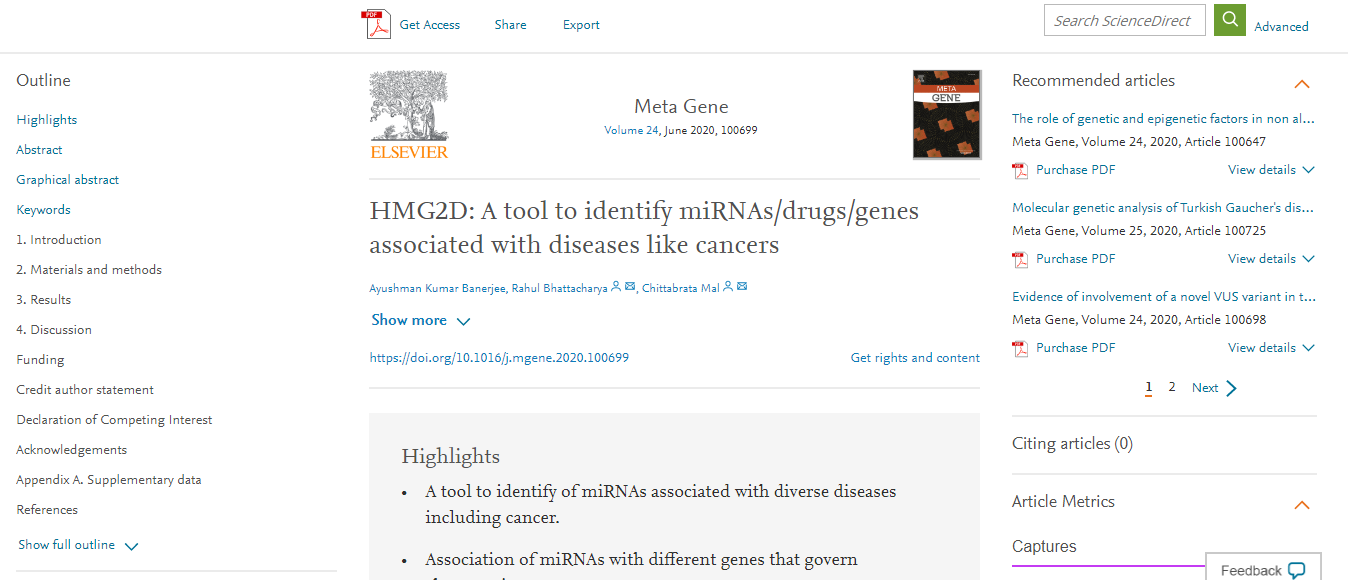 Get Access
Share
Export
Search ScienceDirect
Advanced
Outline
Highlights
Abstract
Graphical abstract
Keywords
1. Introduction
2. Materials and methods
3. Results
4. Discussion
Funding
Credit author statement
Declaration of Competing Interest
Acknowledgements
Appendix A. Supplementary data
References
Show full outline
ELSEVIER
Meta Gene
Volume 24, June 2020, 100699
META
GENE
HMG2D: A tool to identify miRNAs/drugs/genes
associated with diseases like cancers
Ayushman Kumar Banerjee, Rahul Bhattacharya, Chittabrata Mal
Show more
https://doi.org/10.1016/j.mgene.2020.100699
Get rights and content
Highlights
• A tool to identify of miRNAs associated with diverse diseases
including cancer.
• Association of miRNAs with different genes that govern
Recommended articles
The role of genetic and epigenetic factors in non al...
Meta Gene, Volume 24, 2020, Article 100647
PDF
Purchase PDF
View details
Molecular genetic analysis of Turkish Gaucher's dis...
Meta Gene, Volume 25, 2020, Article 100725
Purchase PDF
View details
Evidence of involvement of a novel VUS variant in t...
Meta Gene, Volume 24, 2020, Article 100698
Purchase PDF
View details
1 2 Next
Citing articles (0)
Article Metrics
Captures
Feedback